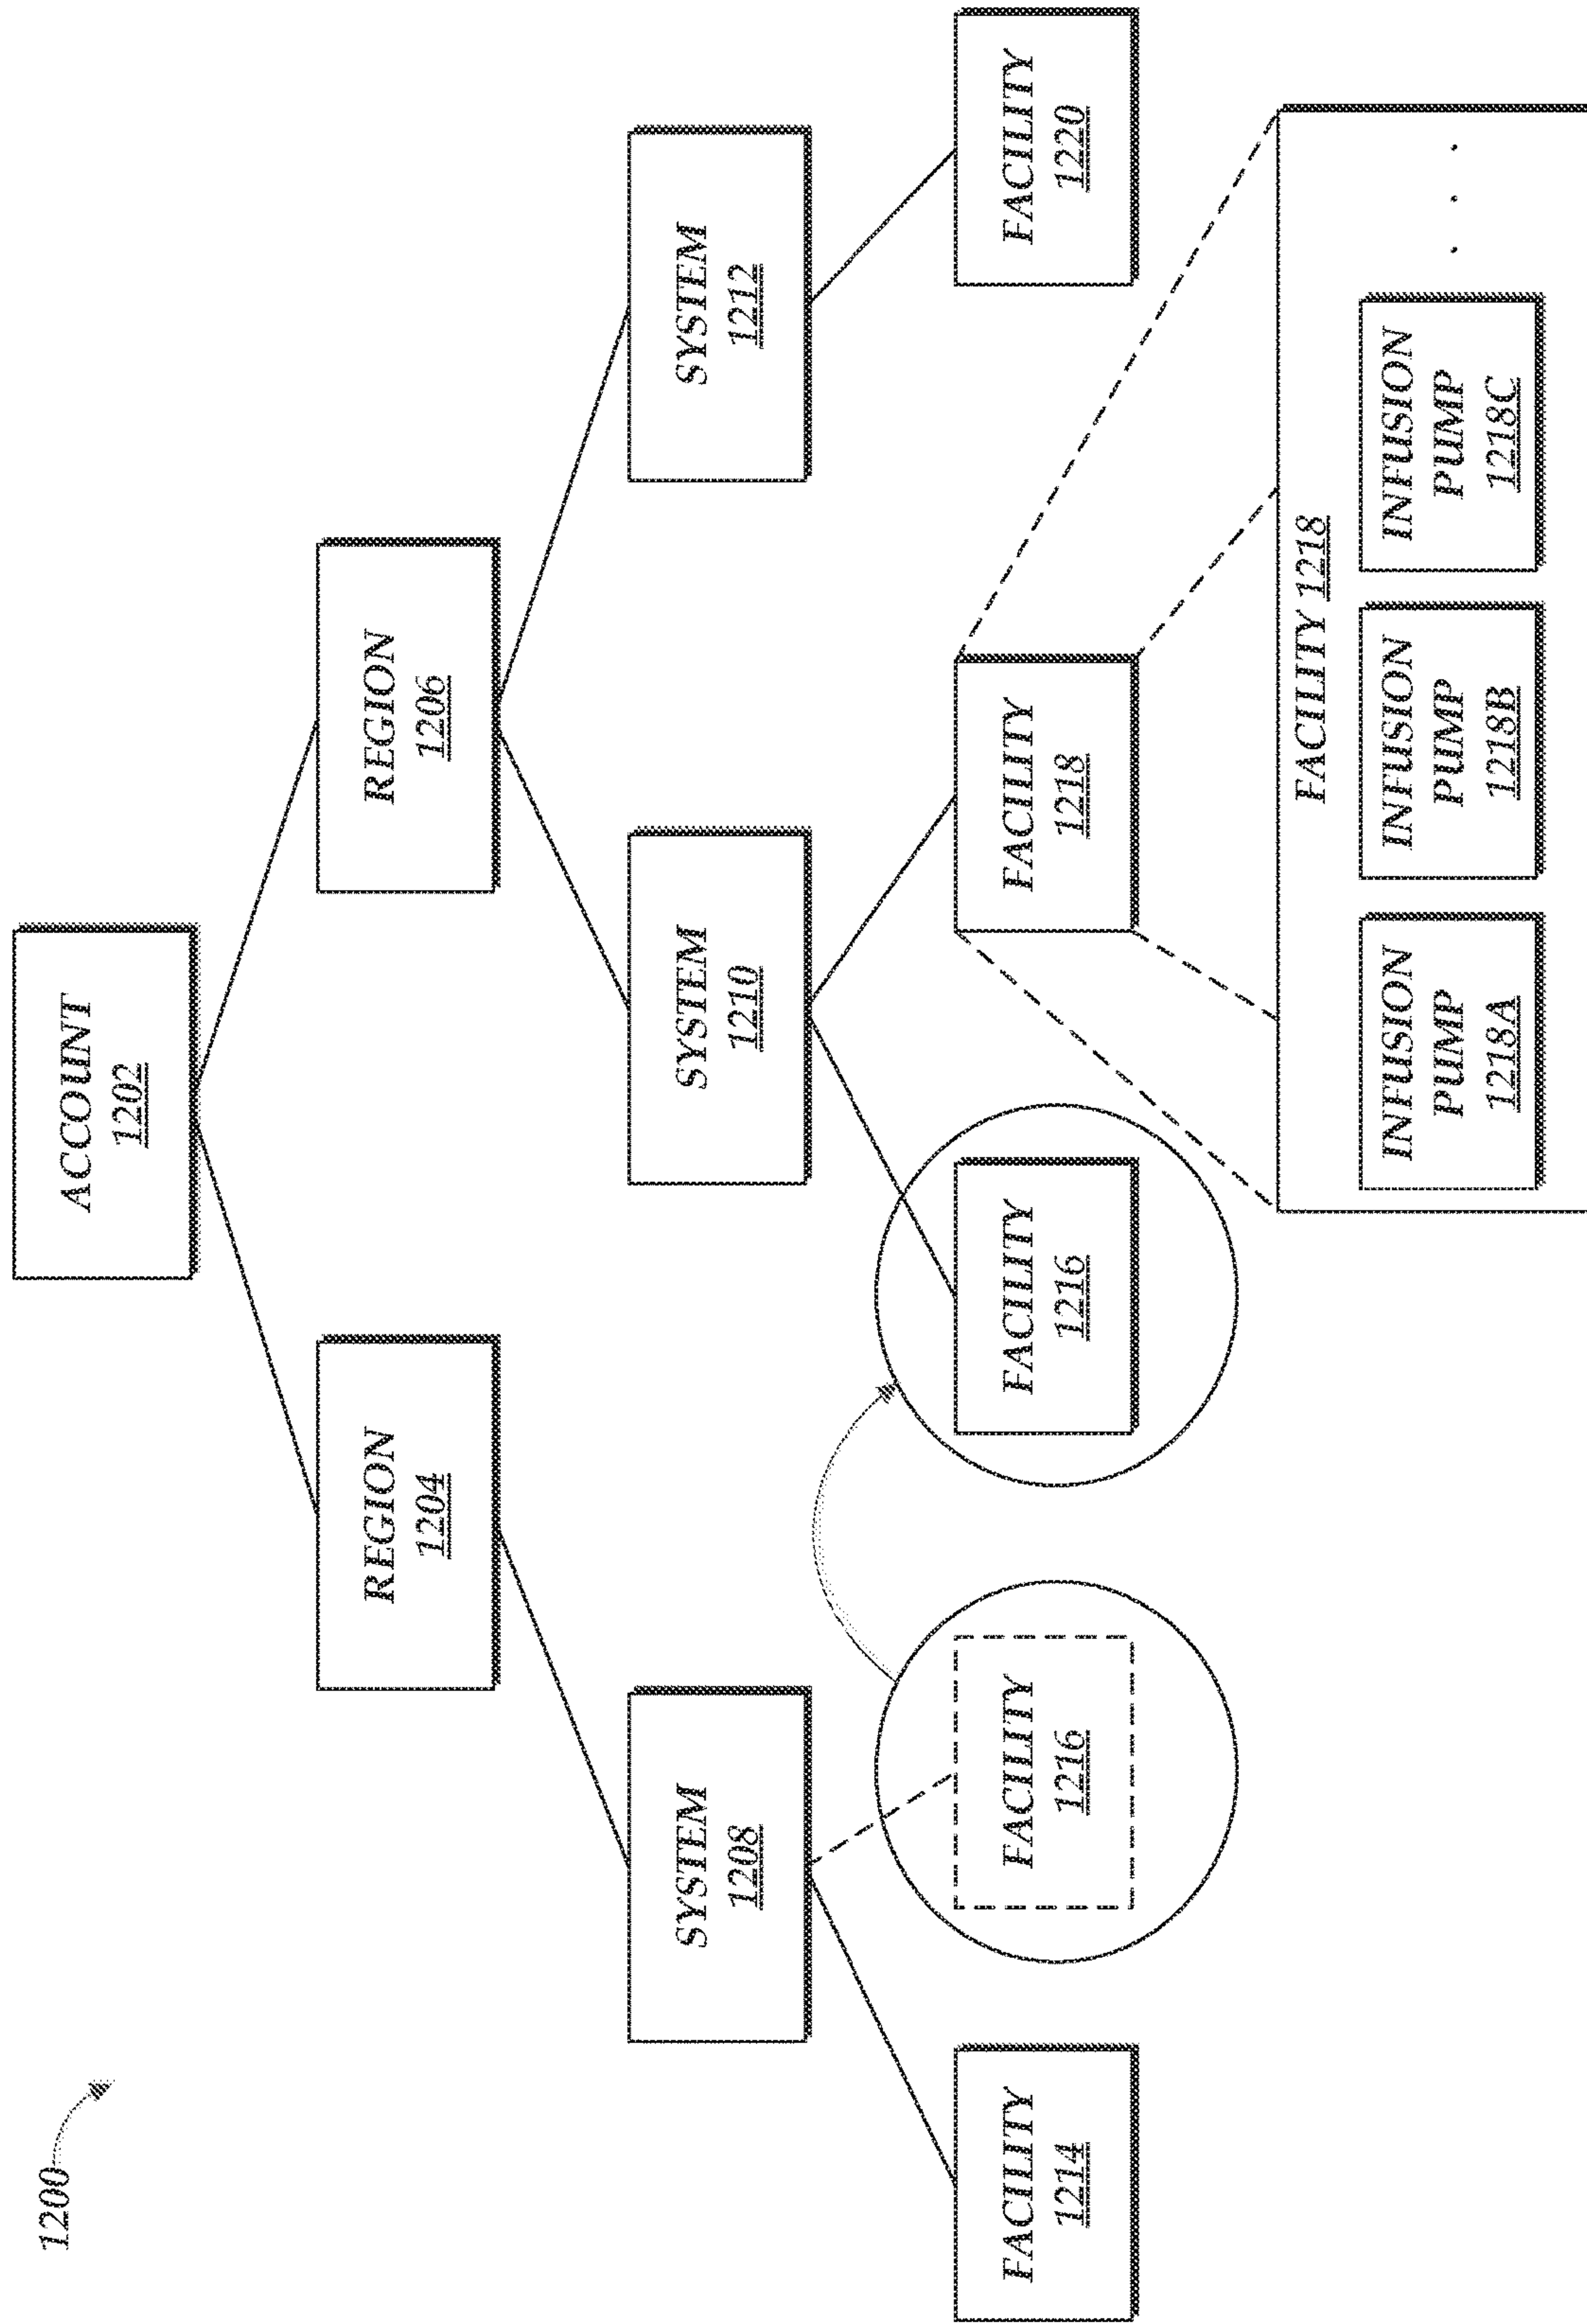 1200
ACCOUNT
1202
REGION
1204
REGION
1206
SYSTEM
1208
SYSTEM
1210
SYSTEM
1212
FACILITY
1214
FACILITY
1216
FACILITY
1216
FACILITY
1218
FACILITY
1220
FACILITY 1218
INFUSION
PUMP
1218A
INFUSION
PUMP
1218B
INFUSION
PUMP
1218C
. . .